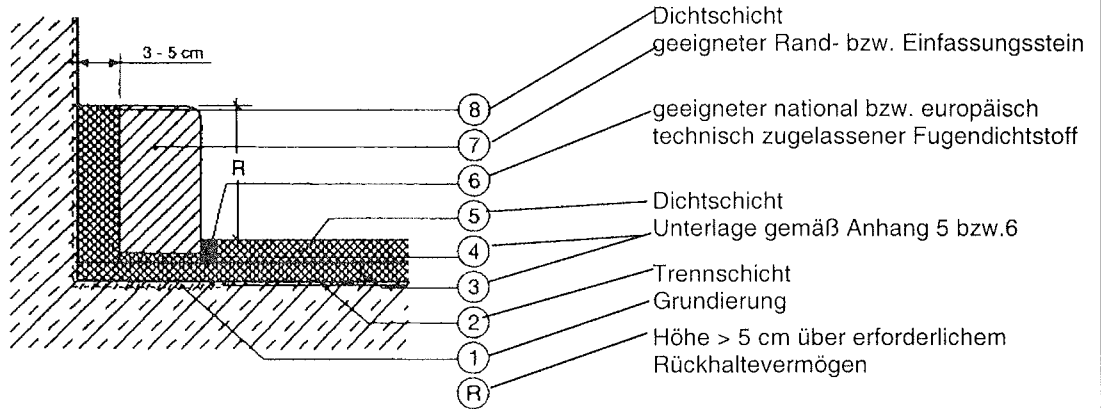 3 - 5 cm
R
8
7
6
5
4
3
2
1
R
Dichtschicht
geeigneter Rand- bzw. Einfassungsstein
geeigneter national bzw. europäisch
technisch zugelassener Fugendichtstoff
Dichtschicht
Unterlage gemäß Anhang 5 bzw.6
Trennschicht
Grundierung
Höhe > 5 cm über erforderlichem
Rückhaltevermögen